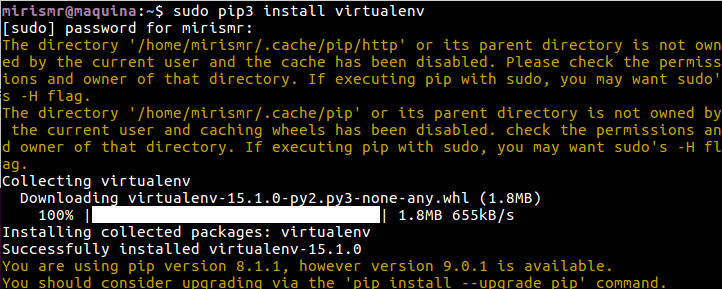 mirismr@maquina:~$ sudo pip3 install virtualenv
[sudo] password for mirismr:
The directory '/home/mirismr/.cache/pip/http' or its parent directory is not own
ed by the current user and the cache has been disabled. Please check the permiss
ions and owner of that directory. If executing pip with sudo, you may want sudo'
s -H flag.
The directory '/home/mirismr/.cache/pip' or its parent directory is not owned by
 the current user and caching wheels has been disabled. check the permissions an
d owner of that directory. If executing pip with sudo, you may want sudo's -H fl
ag.
Collecting virtualenv
  Downloading virtualenv-15.1.0-py2.py3-none-any.whl (1.8MB)
    100% |████████████████████████████████| 1.8MB 655kB/s
Installing collected packages: virtualenv
Successfully installed virtualenv-15.1.0
You are using pip version 8.1.1, however version 9.0.1 is available.
You should consider upgrading via the 'pip install --upgrade pip' command.